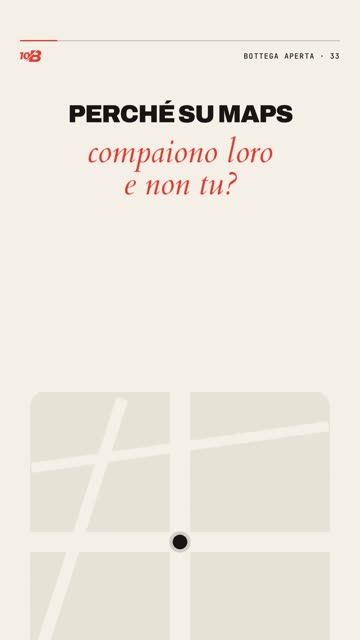 10B
BOTTEGA APERTA · 33
PERCHÉ SU MAPS
compaiono loro
e non tu?